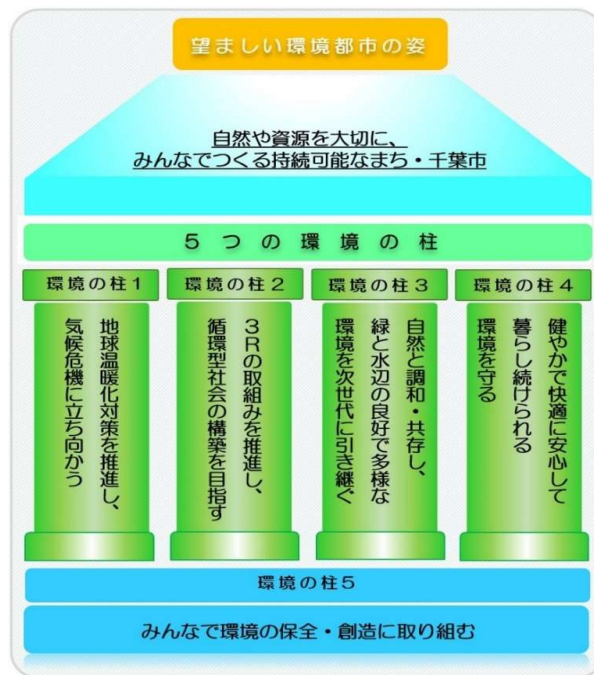 望ましい環境都市の姿
自然や資源を大切に、
みんなでつくる持続可能なまち・千葉市
5つの環境の柱
環境の柱1
地球温暖化対策を推進し、
気候危機に立ち向かう
環境の柱2
3Rの取組みを推進し、
循環型社会の構築を目指す
環境の柱3
自然と調和・共存し、
緑と水辺の良好で多様な
環境を次世代に引き継ぐ
環境の柱4
健やかで快適に安心して
暮らし続けられる
環境を守る
環境の柱5
みんなで環境の保全・創造に取り組む